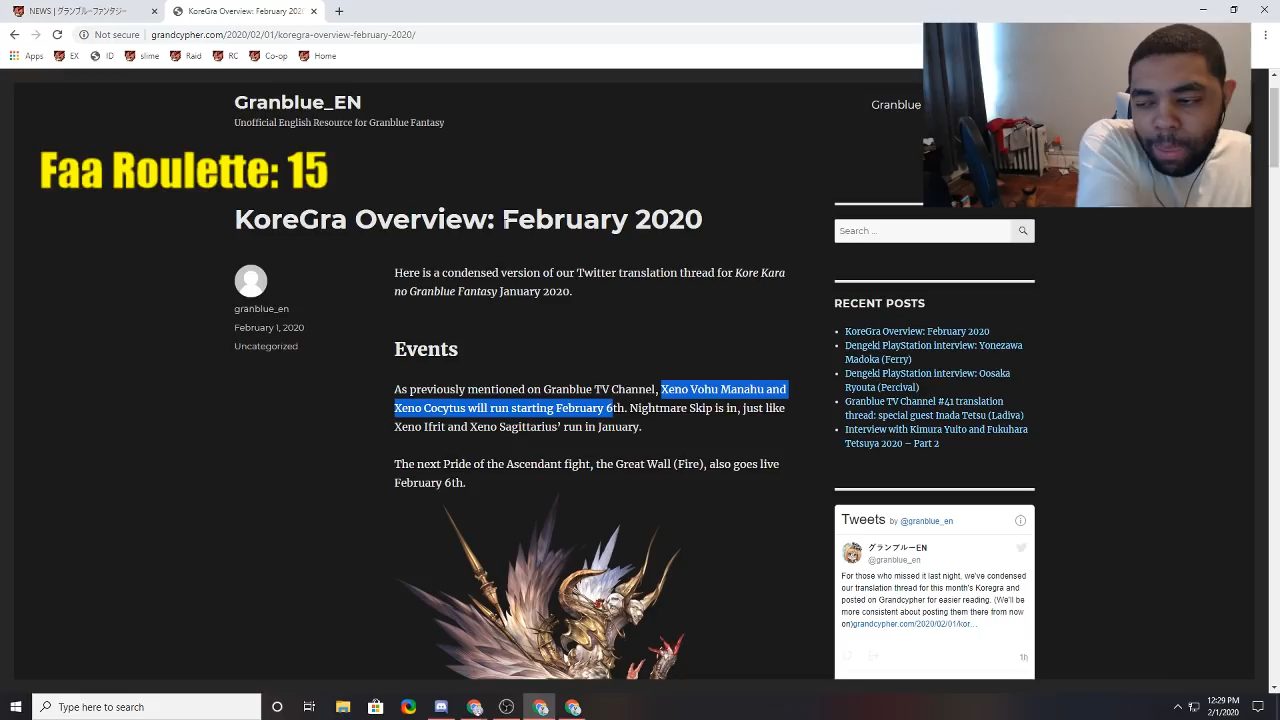 NEWS | グランブルーファンタジー
KoreGra Overview: February 202
Not secure
grandcypher.com/2020/02/01/koregra-overview-february-2020/
Apps
EX
ID
slime
Raid
RC
Co-op
Home
Granblue_EN
Unofficial English Resource for Granblue Fantasy
Granblue
Faa Roulette: 15
KoreGra Overview: February 2020
granblue_en
February 1, 2020
Uncategorized
Here is a condensed version of our Twitter translation thread for Kore Kara
no Granblue Fantasy January 2020.
Events
As previously mentioned on Granblue TV Channel, Xeno Vohu Manahu and
Xeno Cocytus will run starting February 6th. Nightmare Skip is in, just like
Xeno Ifrit and Xeno Sagittarius' run in January.
The next Pride of the Ascendant fight, the Great Wall (Fire), also goes live
February 6th.
Search ...
RECENT POSTS
KoreGra Overview: February 2020
Dengeki PlayStation interview: Yonezawa
Madoka (Ferry)
Dengeki PlayStation interview: Oosaka
Ryouta (Percival)
Granblue TV Channel #41 translation
thread: special guest Inada Tetsu (Ladiva)
Interview with Kimura Yuito and Fukuhara
Tetsuya 2020 – Part 2
Tweets by @granblue_en
グランブルーEN
@granblue_en
For those who missed it last night, we've condensed
our translation thread for this month's Koregra and
posted on Grandcypher for easier reading. (We'll be
more consistent about posting them there from now
on)grandcypher.com/2020/02/01/kor…
1h
Type here to search
12:29 PM
2/1/2020